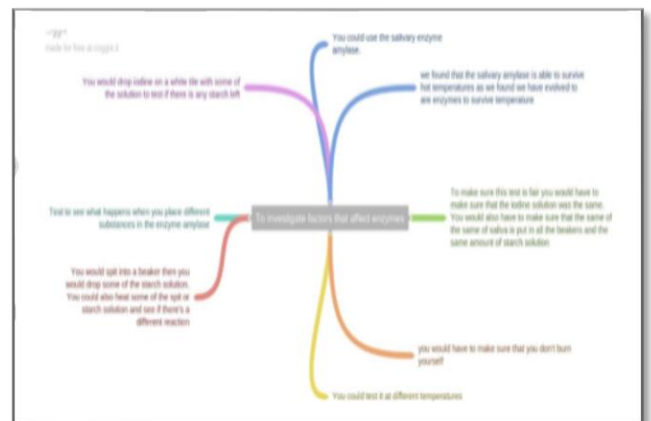 made for free at coggle.it
You could use the salivary enzyme
amylase.
we found that the salivary amylase is able to survive
hot temperatures as we found we have evolved to
are enzymes to survive temperature
You would drop iodine on a white tile with some of
the solution to test if there is any starch left
To investigate factors that affect enzymes
To make sure this test is fair you would have to
make sure that the iodine solution was the same.
You would also have to make sure that the same of
the same of saliva is put in all the beakers and the
same amount of starch solution
Test to see what happens when you place different
substances in the enzyme amylase
You would spit into a beaker then you
would drop some of the starch solution.
You could also heat some of the spit or
starch solution and see if there's a
different reaction
you would have to make sure that you don't burn
yourself
You could test it at different temperatures